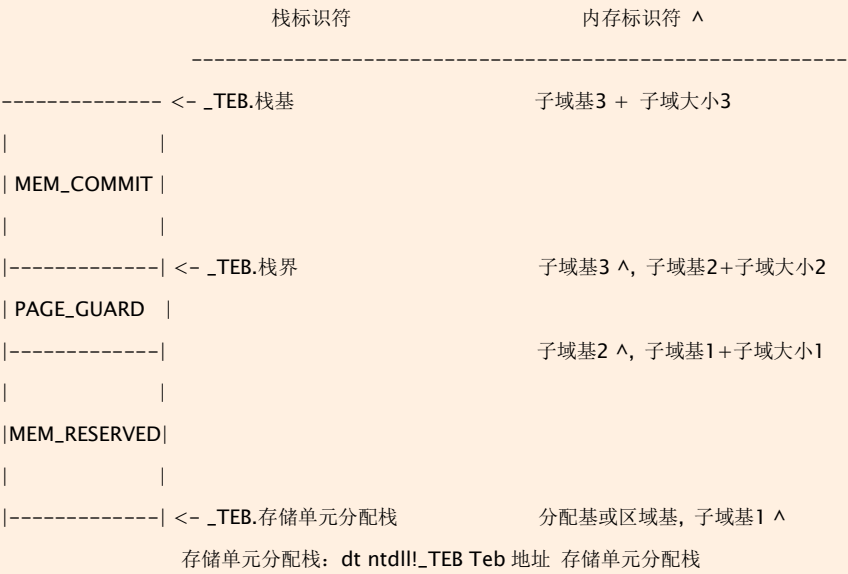 栈标识符 内存标识符 ^
----------------------------------------------------------
-------------- <- _TEB.栈基 子域基3 + 子域大小3
| |
| MEM_COMMIT |
| |
|-------------| <- _TEB.栈界 子域基3 ^, 子域基2+子域大小2
| PAGE_GUARD |
|-------------| 子域基2 ^, 子域基1+子域大小1
| |
|MEM_RESERVED|
| |
|-------------| <- _TEB.存储单元分配栈 分配基或区域基, 子域基1 ^
存储单元分配栈：dt ntdll!_TEB Teb 地址 存储单元分配栈